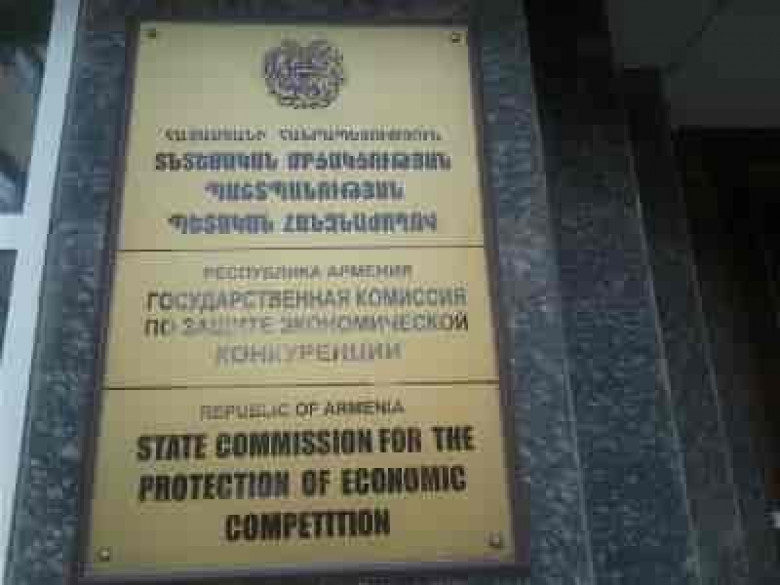 ՀԱՅԱՍՏԱՆԻ ՀԱՆՐԱՊԵՏՈՒԹՅՈՒՆ
ՏՆՏԵՍԱԿԱՆ ՄՐՑԱԿՑՈՒԹՅԱՆ
ՊԱՇՏՊԱՆՈՒԹՅԱՆ
ՊԵՏԱԿԱՆ ՀԱՆՁՆԱԺՈՂՈՎ
РЕСПУБЛИКА АРМЕНИЯ
ГОСУДАРСТВЕННАЯ КОМИССИЯ
ПО ЗАЩИТЕ ЭКОНОМИЧЕСКОЙ
КОНКУРЕНЦИИ
REPUBLIC OF ARMENIA
STATE COMMISSION FOR THE
PROTECTION OF ECONOMIC
COMPETITION